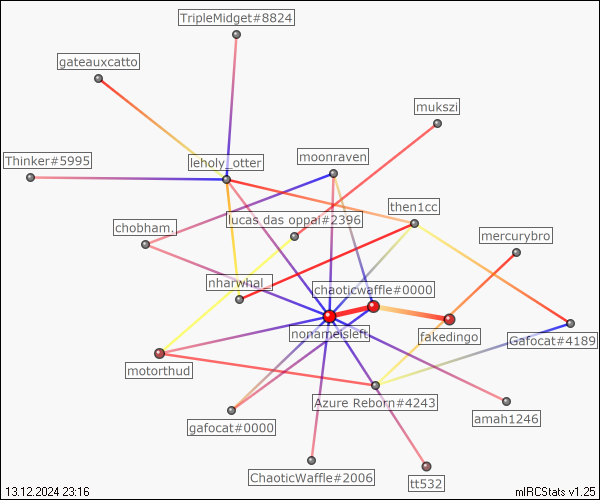 TripleMidget#8824
gateauxcatto
mukszi
Thinker#5995
leholy_otter
moonraven
then1cc
lucas das oppai#2396
chobham.
mercurybro
nharwhal_
chaoticwaffle#0000
nonameisleft
fakedingo
Gafocat#4189
motorthud
Azure Reborn#4243
amah1246
gafocat#0000
ChaoticWaffle#2006
tt532
13.12.2024 23:16
mIRCStats v1.25